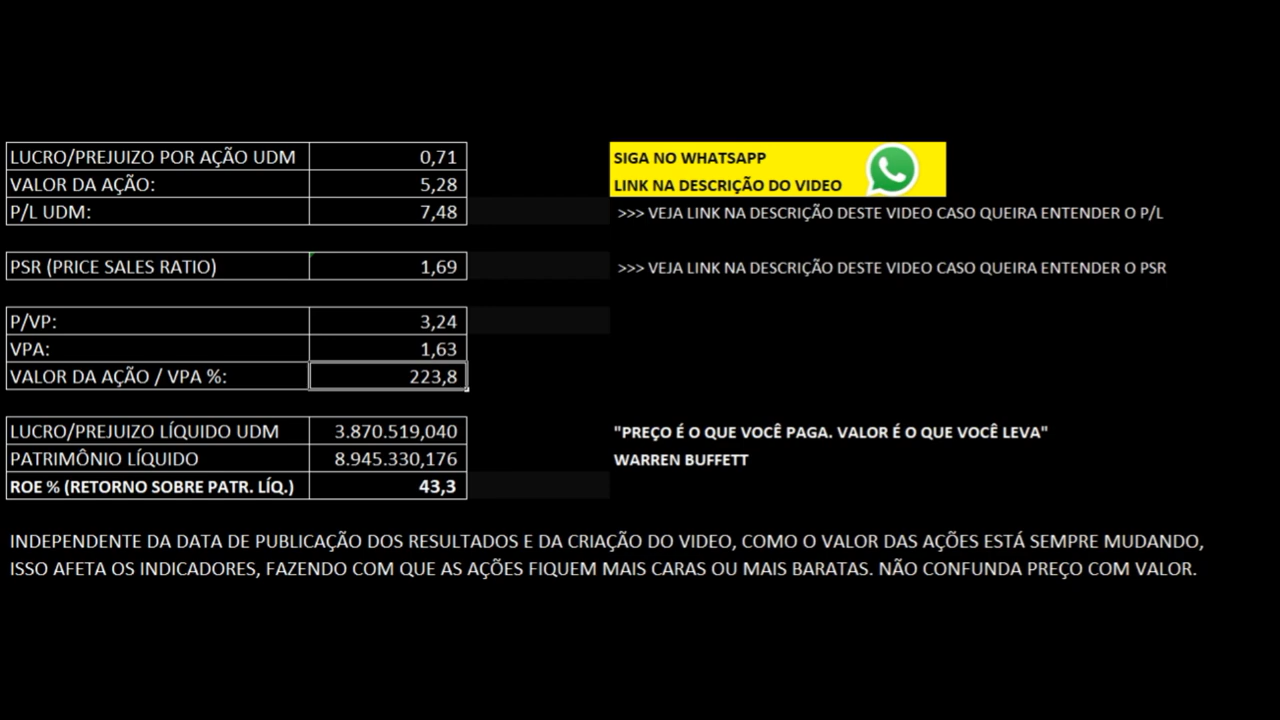 LUCRO/PREJUIZO POR AÇÃO UDM 0,71
VALOR DA AÇÃO: 5,28
P/L UDM: 7,48
SIGA NO WHATSAPP
LINK NA DESCRIÇÃO DO VIDEO
>>> VEJA LINK NA DESCRIÇÃO DESTE VIDEO CASO QUEIRA ENTENDER O P/L
PSR (PRICE SALES RATIO) 1,69
>>> VEJA LINK NA DESCRIÇÃO DESTE VIDEO CASO QUEIRA ENTENDER O PSR
P/VP: 3,24
VPA: 1,63
VALOR DA AÇÃO / VPA %: 223,8
LUCRO/PREJUIZO LÍQUIDO UDM 3.870.519,040
PATRIMÔNIO LÍQUIDO 8.945.330,176
ROE % (RETORNO SOBRE PATR. LÍQ.) 43,3
"PREÇO É O QUE VOCÊ PAGA. VALOR É O QUE VOCÊ LEVA"
WARREN BUFFETT
INDEPENDENTE DA DATA DE PUBLICAÇÃO DOS RESULTADOS E DA CRIAÇÃO DO VIDEO, COMO O VALOR DAS AÇÕES ESTÁ SEMPRE MUDANDO,
ISSO AFETA OS INDICADORES, FAZENDO COM QUE AS AÇÕES FIQUEM MAIS CARAS OU MAIS BARATAS. NÃO CONFUNDA PREÇO COM VALOR.